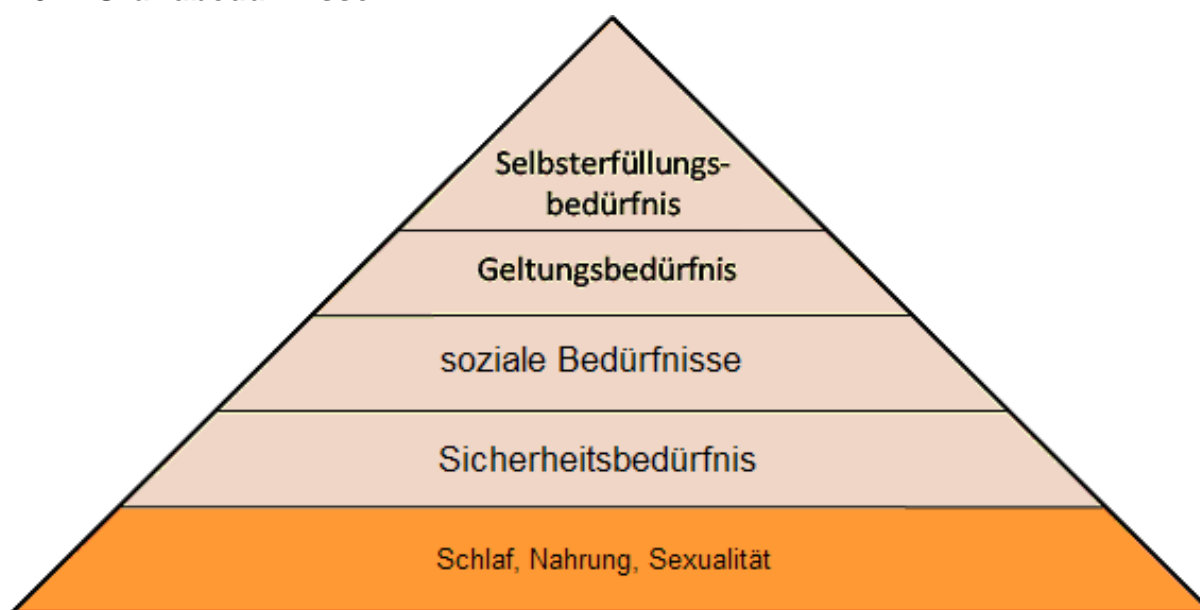 Selbsterfüllungs-
bedürfnis
Geltungsbedürfnis
soziale Bedürfnisse
Sicherheitsbedürfnis
Schlaf, Nahrung, Sexualität